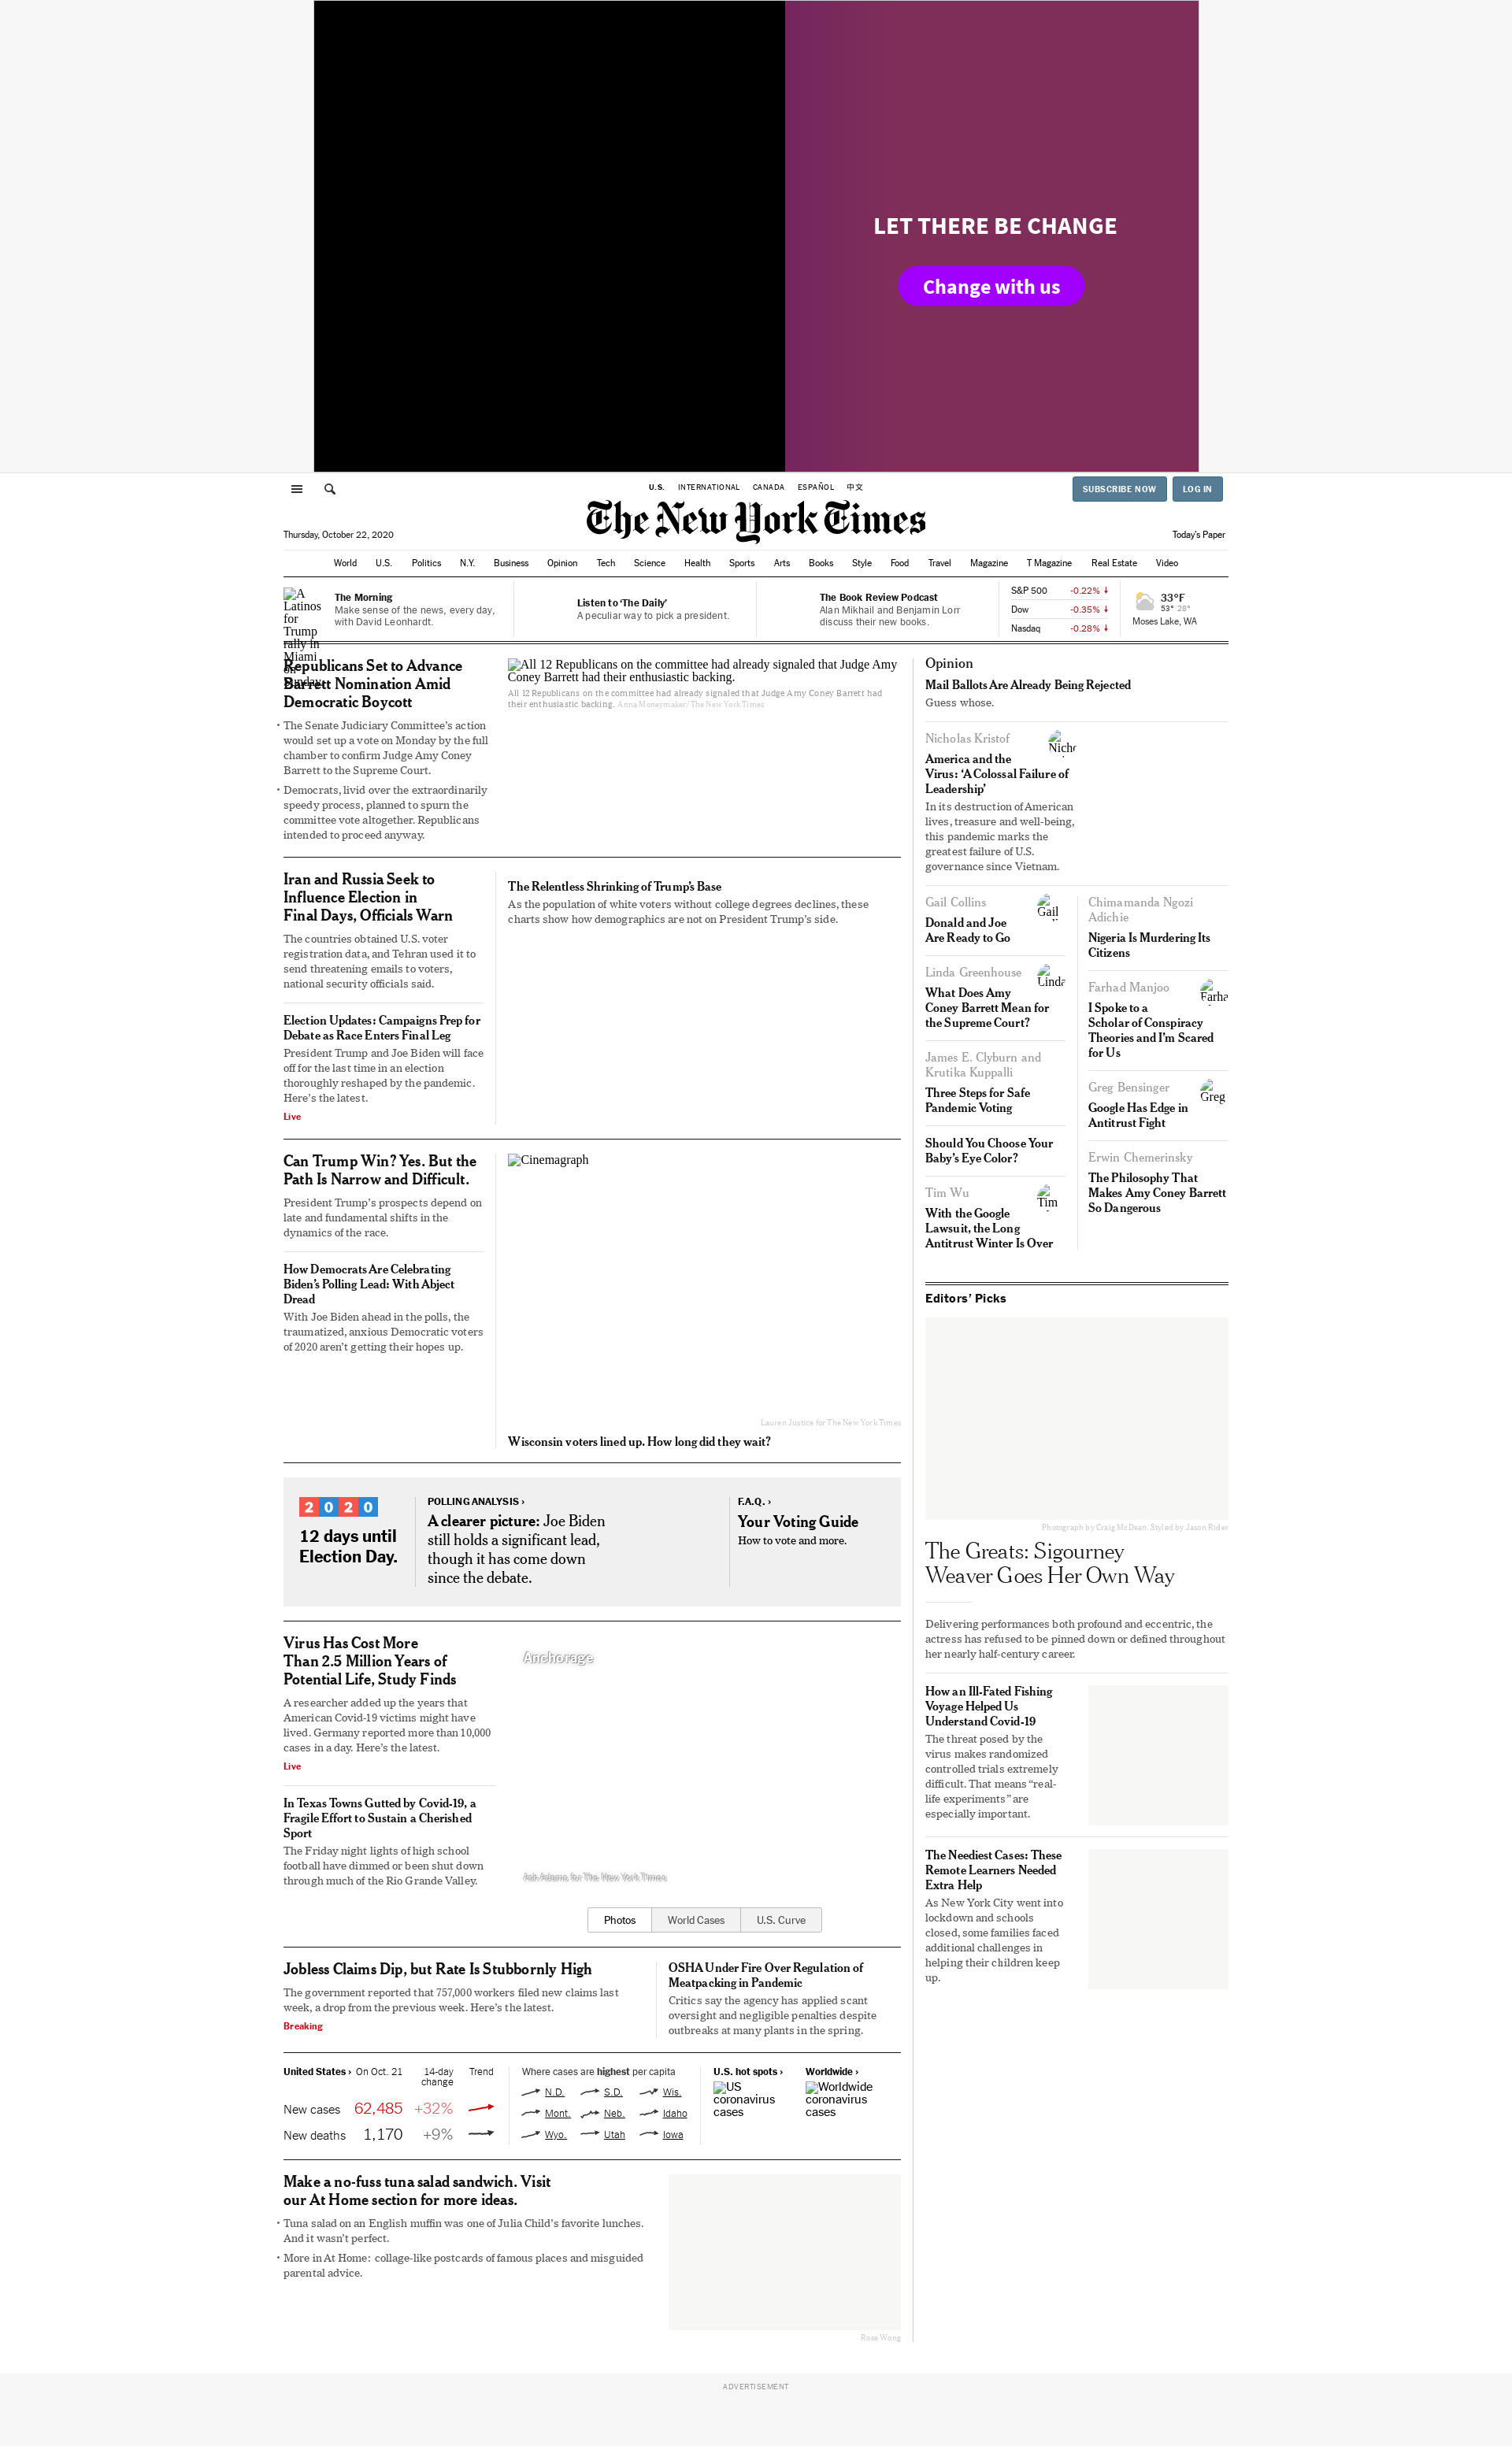 LET THERE BE CHANGE
Change with us
U.S.
INTERNATIONAL
CANADA
ESPAÑOL
中文
SUBSCRIBE NOW
LOG IN
The New York Times
Thursday, October 22, 2020
Today's Paper
World
U.S.
Politics
N.Y.
Business
Opinion
Tech
Science
Health
Sports
Arts
Books
Style
Food
Travel
Magazine
T Magazine
Real Estate
Video
A
Latinos
for
Trump
rally in
Miami
on
Sunday.
The Morning
Make sense of the news, every day,
with David Leonhardt.
Listen to ‘The Daily’
A peculiar way to pick a president.
The Book Review Podcast
Alan Mikhail and Benjamin Lorr
discuss their new books.
S&P 500 -0.22%
Dow -0.35%
Nasdaq -0.28%
33°F
53° 28°
Moses Lake, WA
Republicans Set to Advance
Barrett Nomination Amid
Democratic Boycott
• The Senate Judiciary Committee’s action
would set up a vote on Monday by the full
chamber to confirm Judge Amy Coney
Barrett to the Supreme Court.
• Democrats, livid over the extraordinarily
speedy process, planned to spurn the
committee vote altogether. Republicans
intended to proceed anyway.
All 12 Republicans on the committee had already signaled that Judge Amy
Coney Barrett had their enthusiastic backing.
All 12 Republicans on the committee had already signaled that Judge Amy Coney Barrett had
their enthusiastic backing. Anna Moneymaker/The New York Times
Iran and Russia Seek to
Influence Election in
Final Days, Officials Warn
The countries obtained U.S. voter
registration data, and Tehran used it to
send threatening emails to voters,
national security officials said.
Election Updates: Campaigns Prep for
Debate as Race Enters Final Leg
President Trump and Joe Biden will face
off for the last time in an election
thoroughly reshaped by the pandemic.
Here’s the latest.
Live
The Relentless Shrinking of Trump’s Base
As the population of white voters without college degrees declines, these
charts show how demographics are not on President Trump’s side.
Can Trump Win? Yes. But the
Path Is Narrow and Difficult.
President Trump’s prospects depend on
late and fundamental shifts in the
dynamics of the race.
How Democrats Are Celebrating
Biden’s Polling Lead: With Abject
Dread
With Joe Biden ahead in the polls, the
traumatized, anxious Democratic voters
of 2020 aren’t getting their hopes up.
Cinemagraph
Lauren Justice for The New York Times
Wisconsin voters lined up. How long did they wait?
2020
12 days until
Election Day.
POLLING ANALYSIS ›
A clearer picture: Joe Biden
still holds a significant lead,
though it has come down
since the debate.
F.A.Q. ›
Your Voting Guide
How to vote and more.
Virus Has Cost More
Than 2.5 Million Years of
Potential Life, Study Finds
A researcher added up the years that
American Covid-19 victims might have
lived. Germany reported more than 10,000
cases in a day. Here’s the latest.
Live
In Texas Towns Gutted by Covid-19, a
Fragile Effort to Sustain a Cherished
Sport
The Friday night lights of high school
football have dimmed or been shut down
through much of the Rio Grande Valley.
Anchorage
Ash Adams for The New York Times
Photos
World Cases
U.S. Curve
Jobless Claims Dip, but Rate Is Stubbornly High
The government reported that 757,000 workers filed new claims last
week, a drop from the previous week. Here’s the latest.
Breaking
OSHA Under Fire Over Regulation of
Meatpacking in Pandemic
Critics say the agency has applied scant
oversight and negligible penalties despite
outbreaks at many plants in the spring.
United States › On Oct. 21 14-day
change Trend
New cases 62,485 +32%
New deaths 1,170 +9%
Where cases are highest per capita
N.D. S.D. Wis.
Mont. Neb. Idaho
Wyo. Utah Iowa
U.S. hot spots ›
US
coronavirus
cases
Worldwide ›
Worldwide
coronavirus
cases
Make a no-fuss tuna salad sandwich. Visit
our At Home section for more ideas.
• Tuna salad on an English muffin was one of Julia Child’s favorite lunches.
And it wasn’t perfect.
• More in At Home: collage-like postcards of famous places and misguided
parental advice.
Rose Wong
Opinion
Mail Ballots Are Already Being Rejected
Guess whose.
Nicholas Kristof
America and the
Virus: ‘A Colossal Failure of
Leadership’
In its destruction of American
lives, treasure and well-being,
this pandemic marks the
greatest failure of U.S.
governance since Vietnam.
Gail Collins
Gail
Donald and Joe
Are Ready to Go
Linda Greenhouse
Linda
What Does Amy
Coney Barrett Mean for
the Supreme Court?
James E. Clyburn and
Krutika Kuppalli
Three Steps for Safe
Pandemic Voting
Should You Choose Your
Baby’s Eye Color?
Tim Wu
Tim
With the Google
Lawsuit, the Long
Antitrust Winter Is Over
Chimamanda Ngozi
Adichie
Nigeria Is Murdering Its
Citizens
Farhad Manjoo
I Spoke to a
Scholar of Conspiracy
Theories and I’m Scared
for Us
Greg Bensinger
Greg
Google Has Edge in
Antitrust Fight
Erwin Chemerinsky
The Philosophy That
Makes Amy Coney Barrett
So Dangerous
Editors’ Picks
Photograph by Craig McDean. Styled by Jason Rider
The Greats: Sigourney
Weaver Goes Her Own Way
Delivering performances both profound and eccentric, the
actress has refused to be pinned down or defined throughout
her nearly half-century career.
How an Ill-Fated Fishing
Voyage Helped Us
Understand Covid-19
The threat posed by the
virus makes randomized
controlled trials extremely
difficult. That means “real-
life experiments” are
especially important.
The Neediest Cases: These
Remote Learners Needed
Extra Help
As New York City went into
lockdown and schools
closed, some families faced
additional challenges in
helping their children keep
up.
ADVERTISEMENT